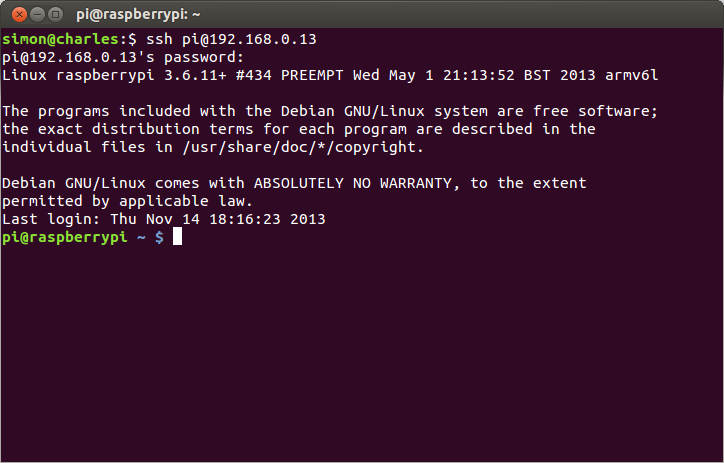 pi@raspberrypi: ~
simon@charles:$ ssh pi@192.168.0.13
pi@192.168.0.13's password:
Linux raspberrypi 3.6.11+ #434 PREEMPT Wed May 1 21:13:52 BST 2013 armv6l
The programs included with the Debian GNU/Linux system are free software;
the exact distribution terms for each program are described in the
individual files in /usr/share/doc/*/copyright.
Debian GNU/Linux comes with ABSOLUTELY NO WARRANTY, to the extent
permitted by applicable law.
Last login: Thu Nov 14 18:16:23 2013
pi@raspberrypi ~ $